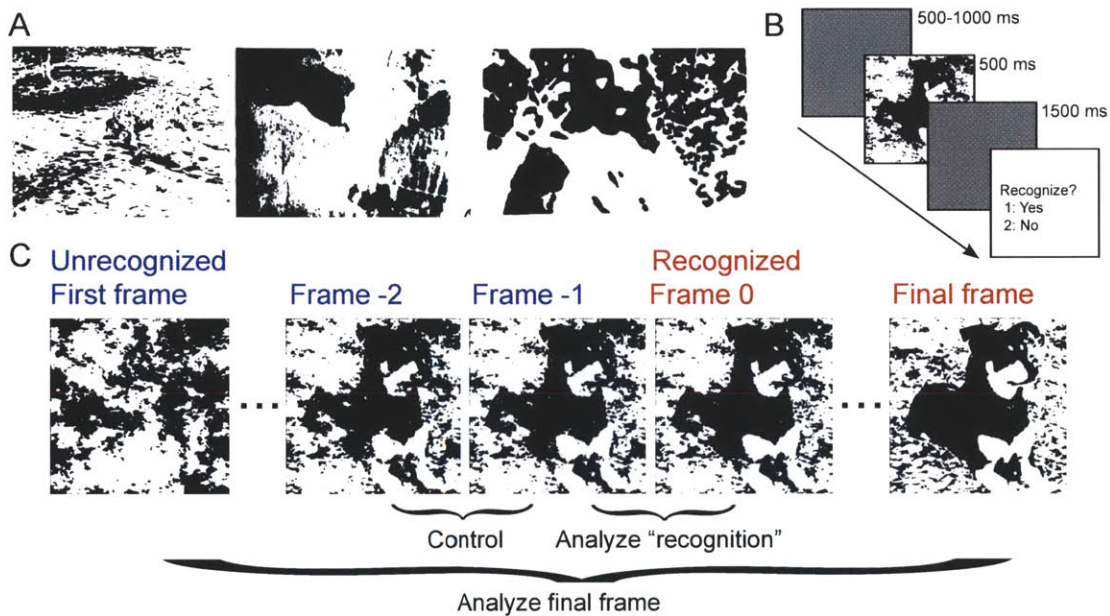 A
B
500-1000 ms
500 ms
1500 ms
Recognize?
1: Yes
2: No
C
Unrecognized
First frame
Frame -2
Frame -1
Recognized
Frame 0
Final frame
...
...
Control
Analyze "recognition"
Analyze final frame